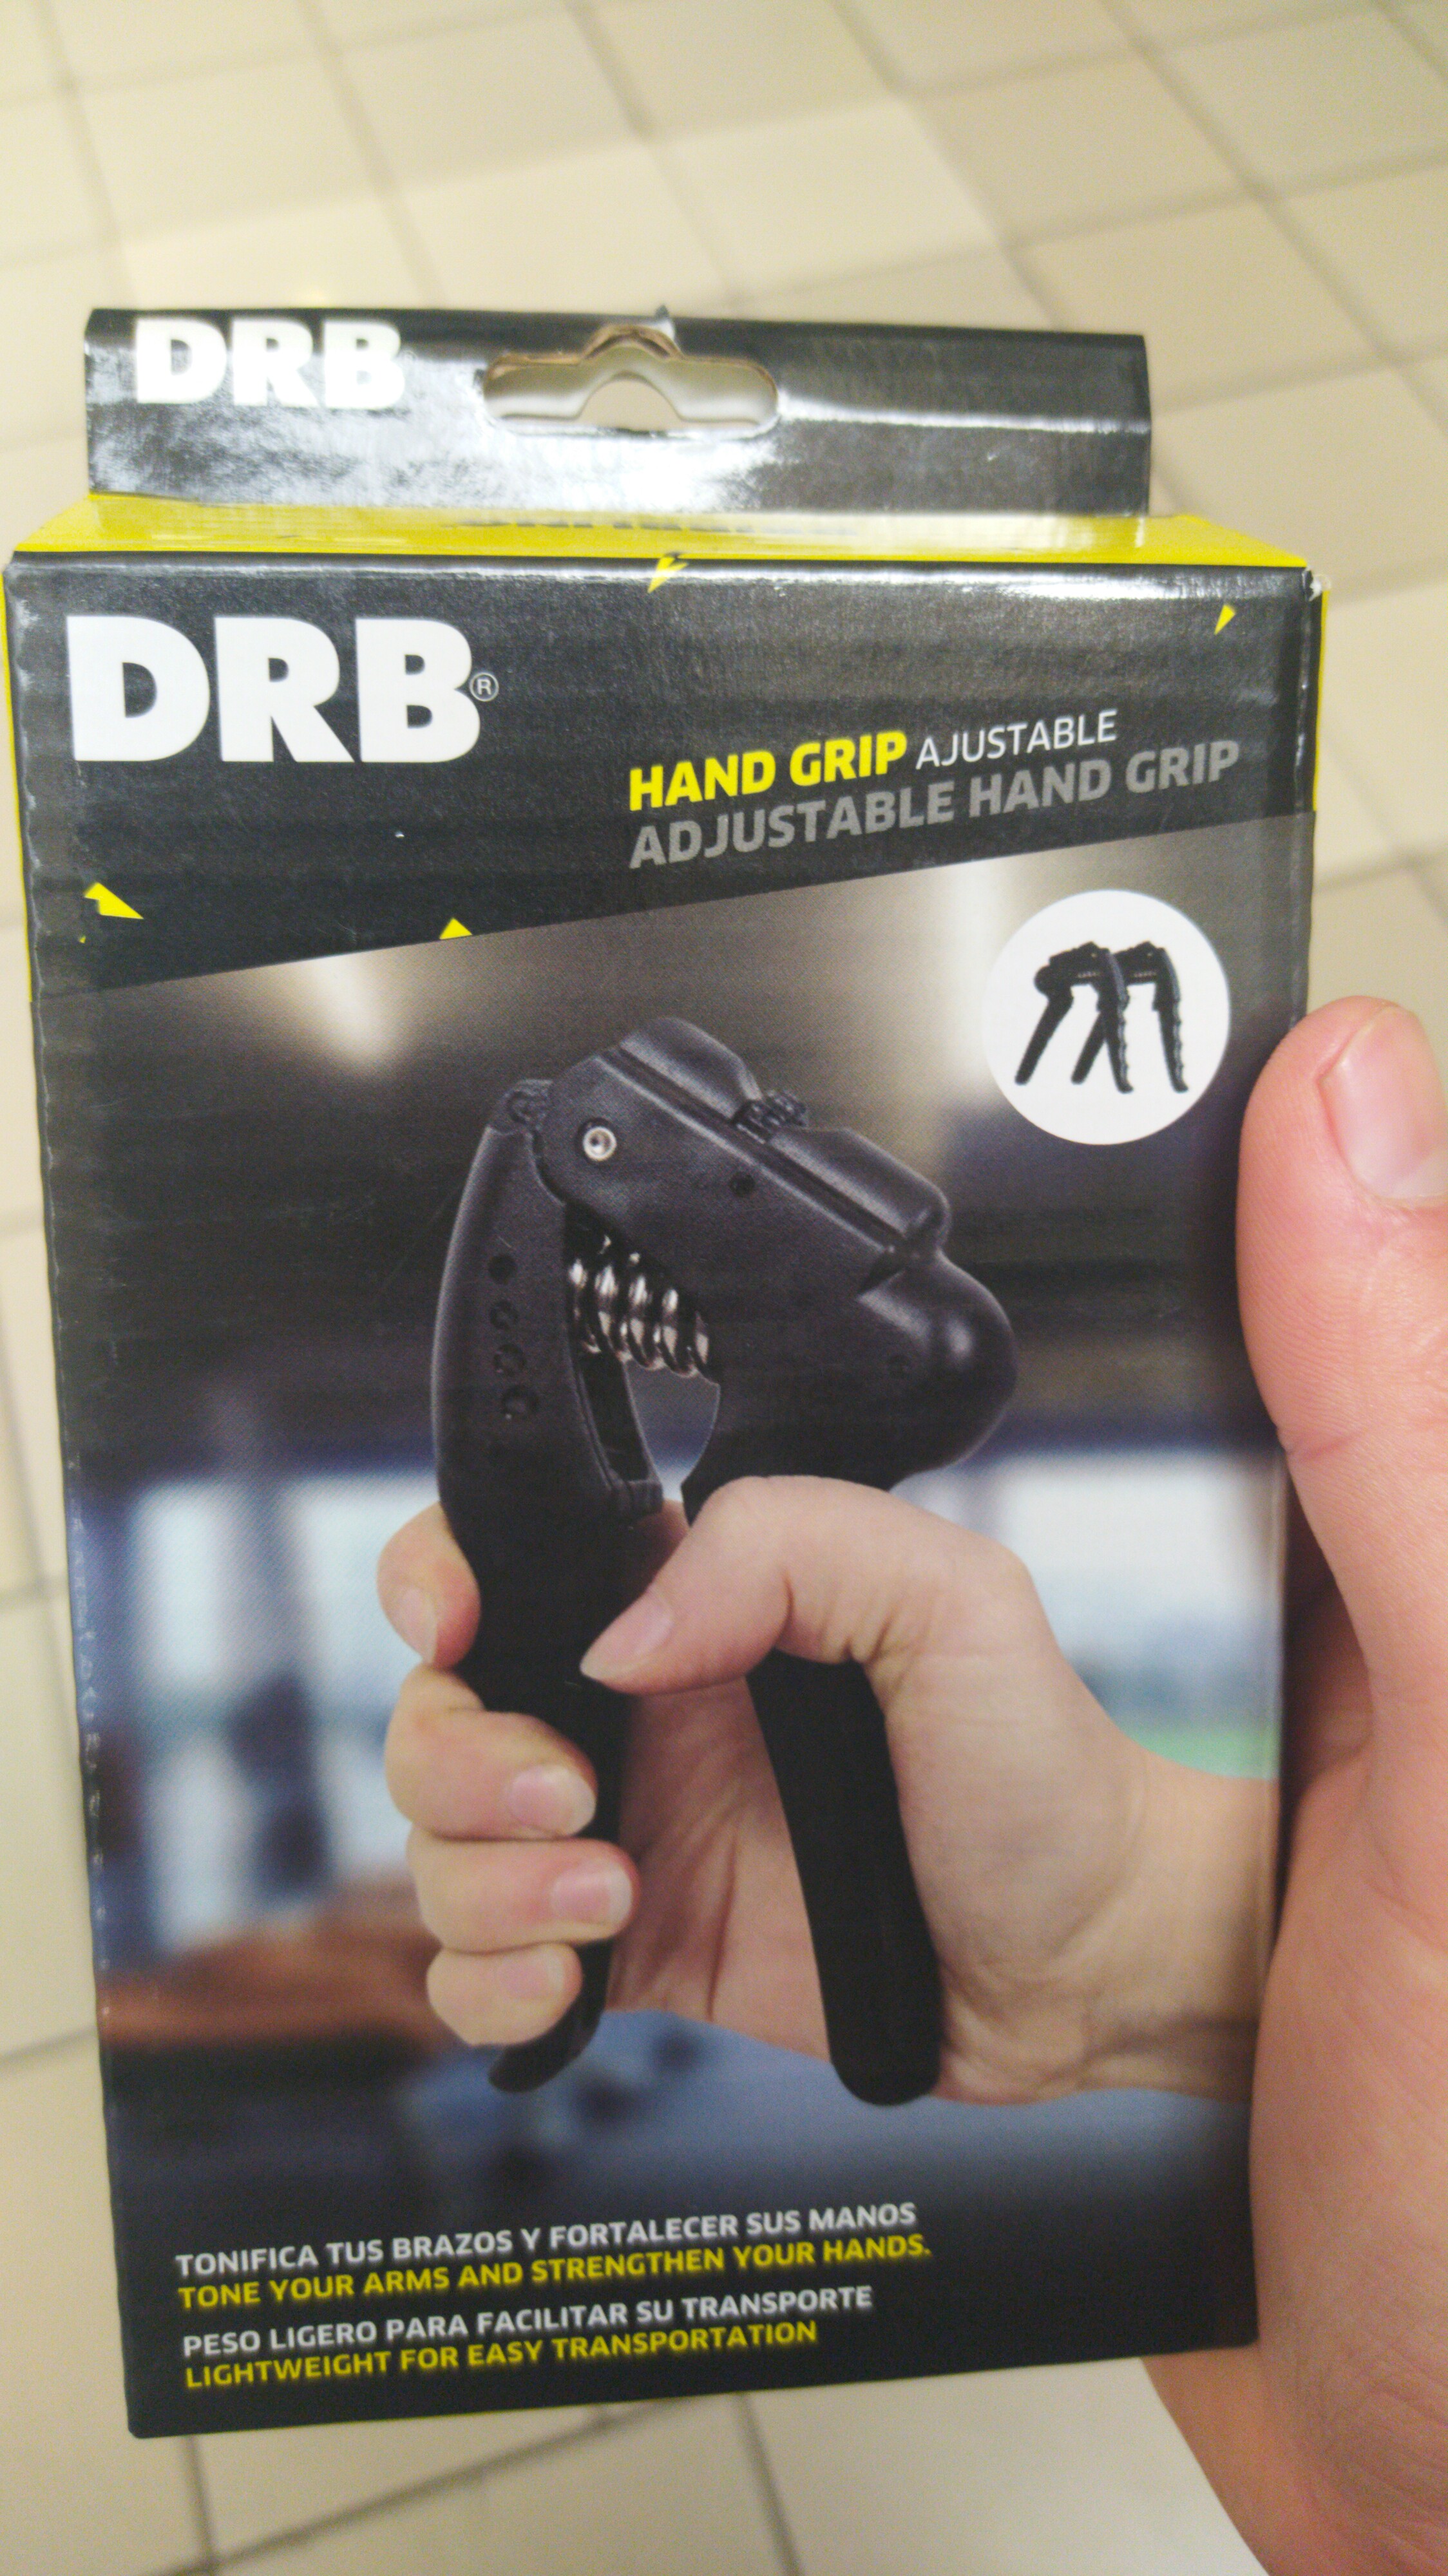 DRB
DRB®
HAND GRIP AJUSTABLE
ADJUSTABLE HAND GRIP
TONIFICA TUS BRAZOS Y FORTALECER SUS MANOS
TONE YOUR ARMS AND STRENGTHEN YOUR HANDS.
PESO LIGERO PARA FACILITAR SU TRANSPORTE
LIGHTWEIGHT FOR EASY TRANSPORTATION